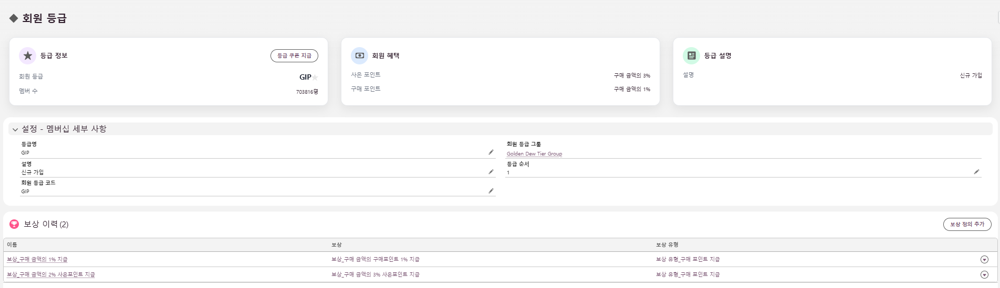 회원 등급
등급 정보
등급 쿠폰 지급
회원 등급
GIP
멤버 수
703816명
회원 혜택
사은 포인트
구매 금액의 3%
구매 포인트
구매 금액의 1%
등급 설명
설명
신규 가입
설정 - 멤버십 세부 사항
등급명
GIP
회원 등급 그룹
Golden Dew Tier Group
설명
신규 가입
등급 순서
1
회원 등급 코드
GIP
보상 이력 (2)
보상 정의 추가
이름 보상 보상 유형
보상_구매 금액의 1% 지급 보상_구매 금액의 구매포인트 1% 지급 보상 유형_구매 포인트 지급
보상_구매 금액의 2% 사은포인트 지급 보상_구매 금액의 3% 사은포인트 지급 보상 유형_구매 포인트 지급